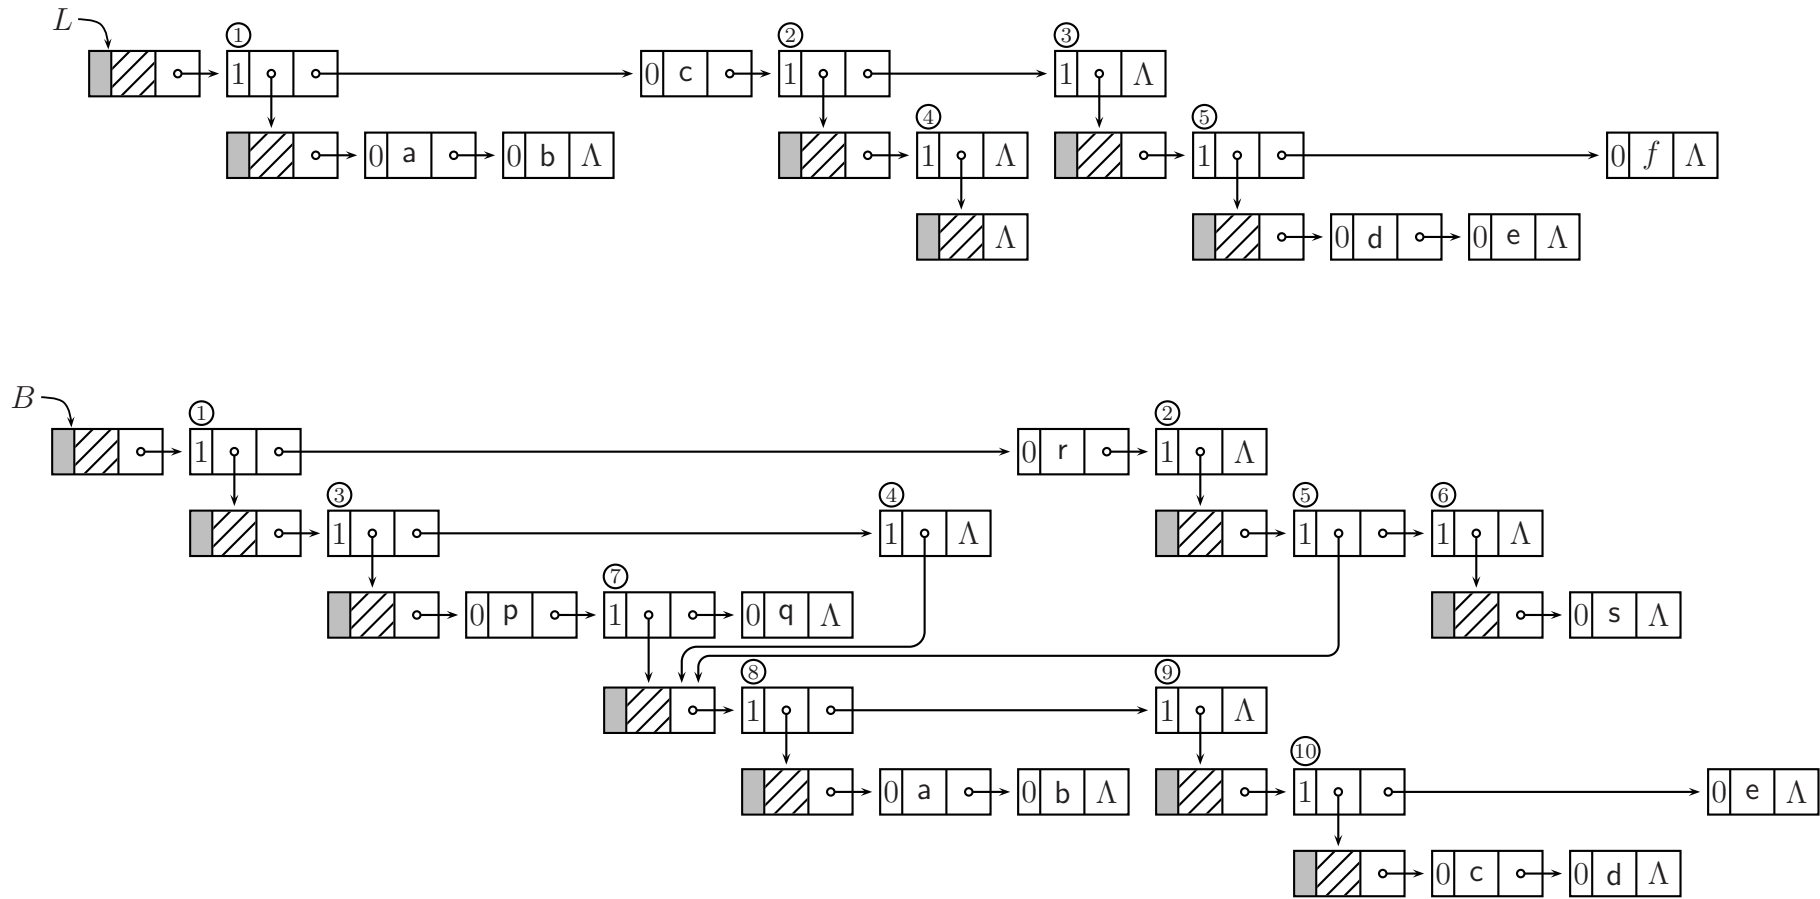 L
① ② ③
1 0 c 1 1 Λ
④ ⑤
0 a 0 b Λ 1 Λ 1 0 f Λ
Λ 0 d 0 e Λ
B
① ②
1 0 r 1 Λ
③ ④ ⑤ ⑥
1 1 Λ 1 1 Λ
⑦
0 p 1 0 q Λ 0 s Λ
⑧ ⑨
1 1 Λ
⑩
0 a 0 b Λ 1 0 e Λ
0 c 0 d Λ